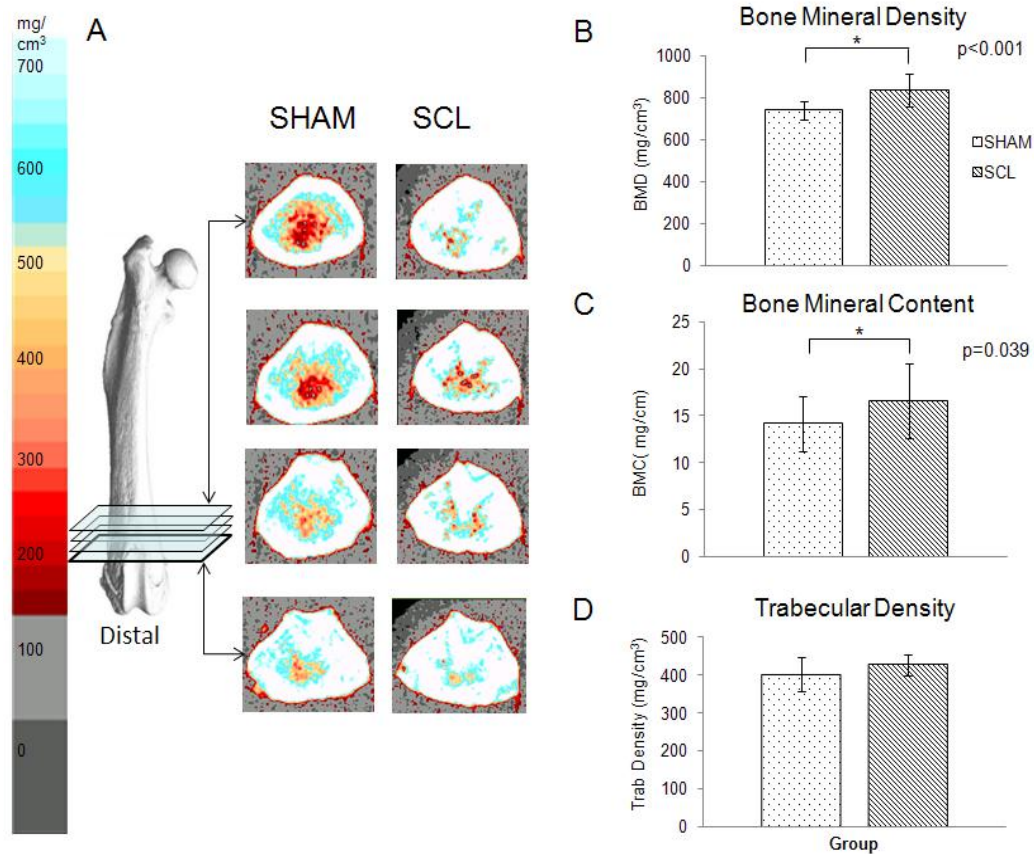 mg/
cm³
700
600
500
400
300
200
100
0
A
SHAM SCL
Distal
B
Bone Mineral Density
p<0.001
*
BMD (mg/cm³)
1000
800
600
400
200
0
SHAM
SCL
C
Bone Mineral Content
p=0.039
*
BMC( mg/cm)
25
20
15
10
5
0
D
Trabecular Density
Trab Density (mg/cm³)
500
400
300
200
100
0
Group